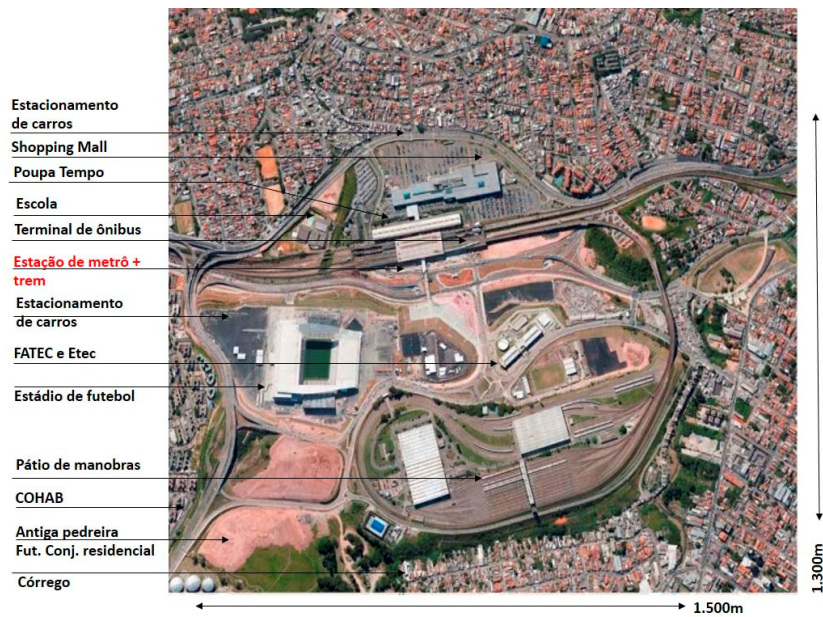 Estacionamento
de carros
Shopping Mall
Poupa Tempo
Escola
Terminal de ônibus
Estação de metrô +
trem
Estacionamento
de carros
FATEC e Etec
Estádio de futebol
Pátio de manobras
COHAB
Antiga pedreira
Fut. Conj. residencial
Córrego
1.500m
1.300m